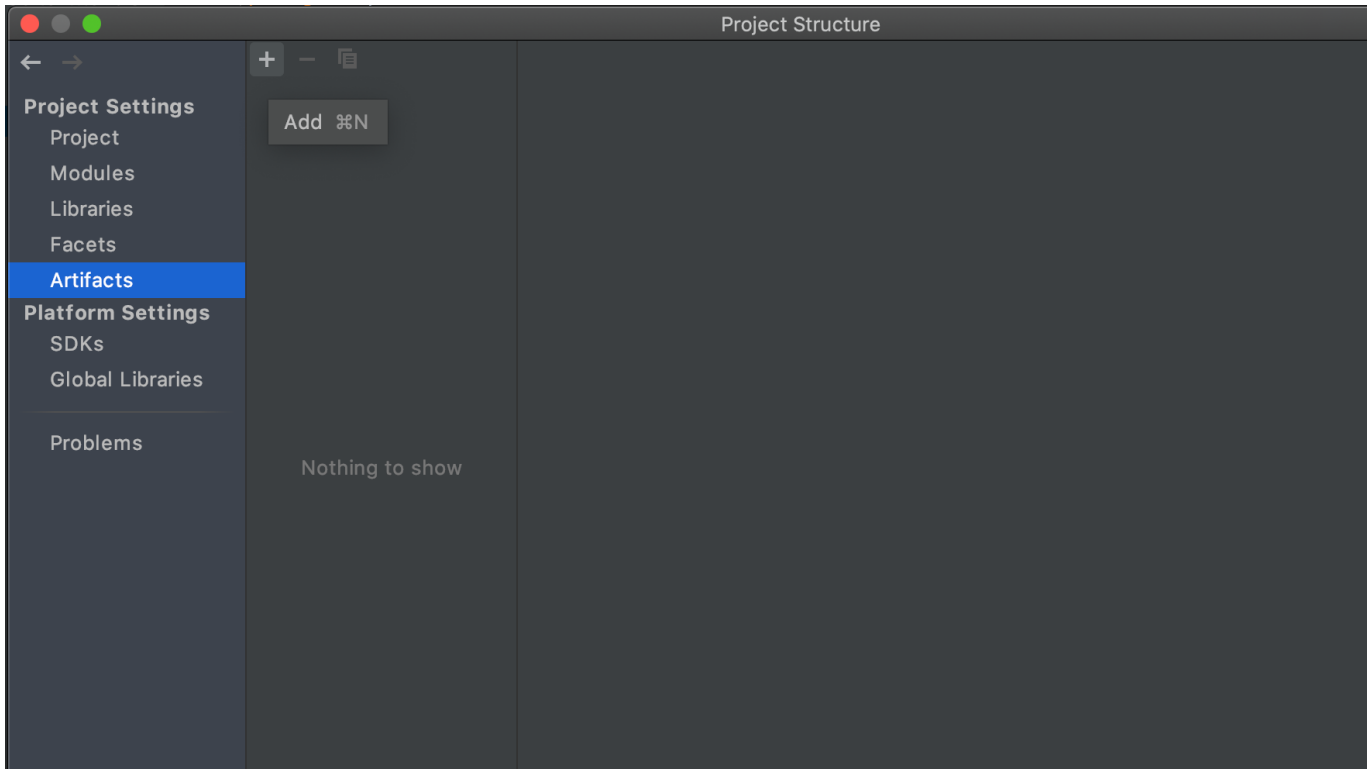 Project Structure
Project Settings
Project
Modules
Libraries
Facets
Artifacts
Platform Settings
SDKs
Global Libraries
Problems
Add ⌘N
Nothing to show